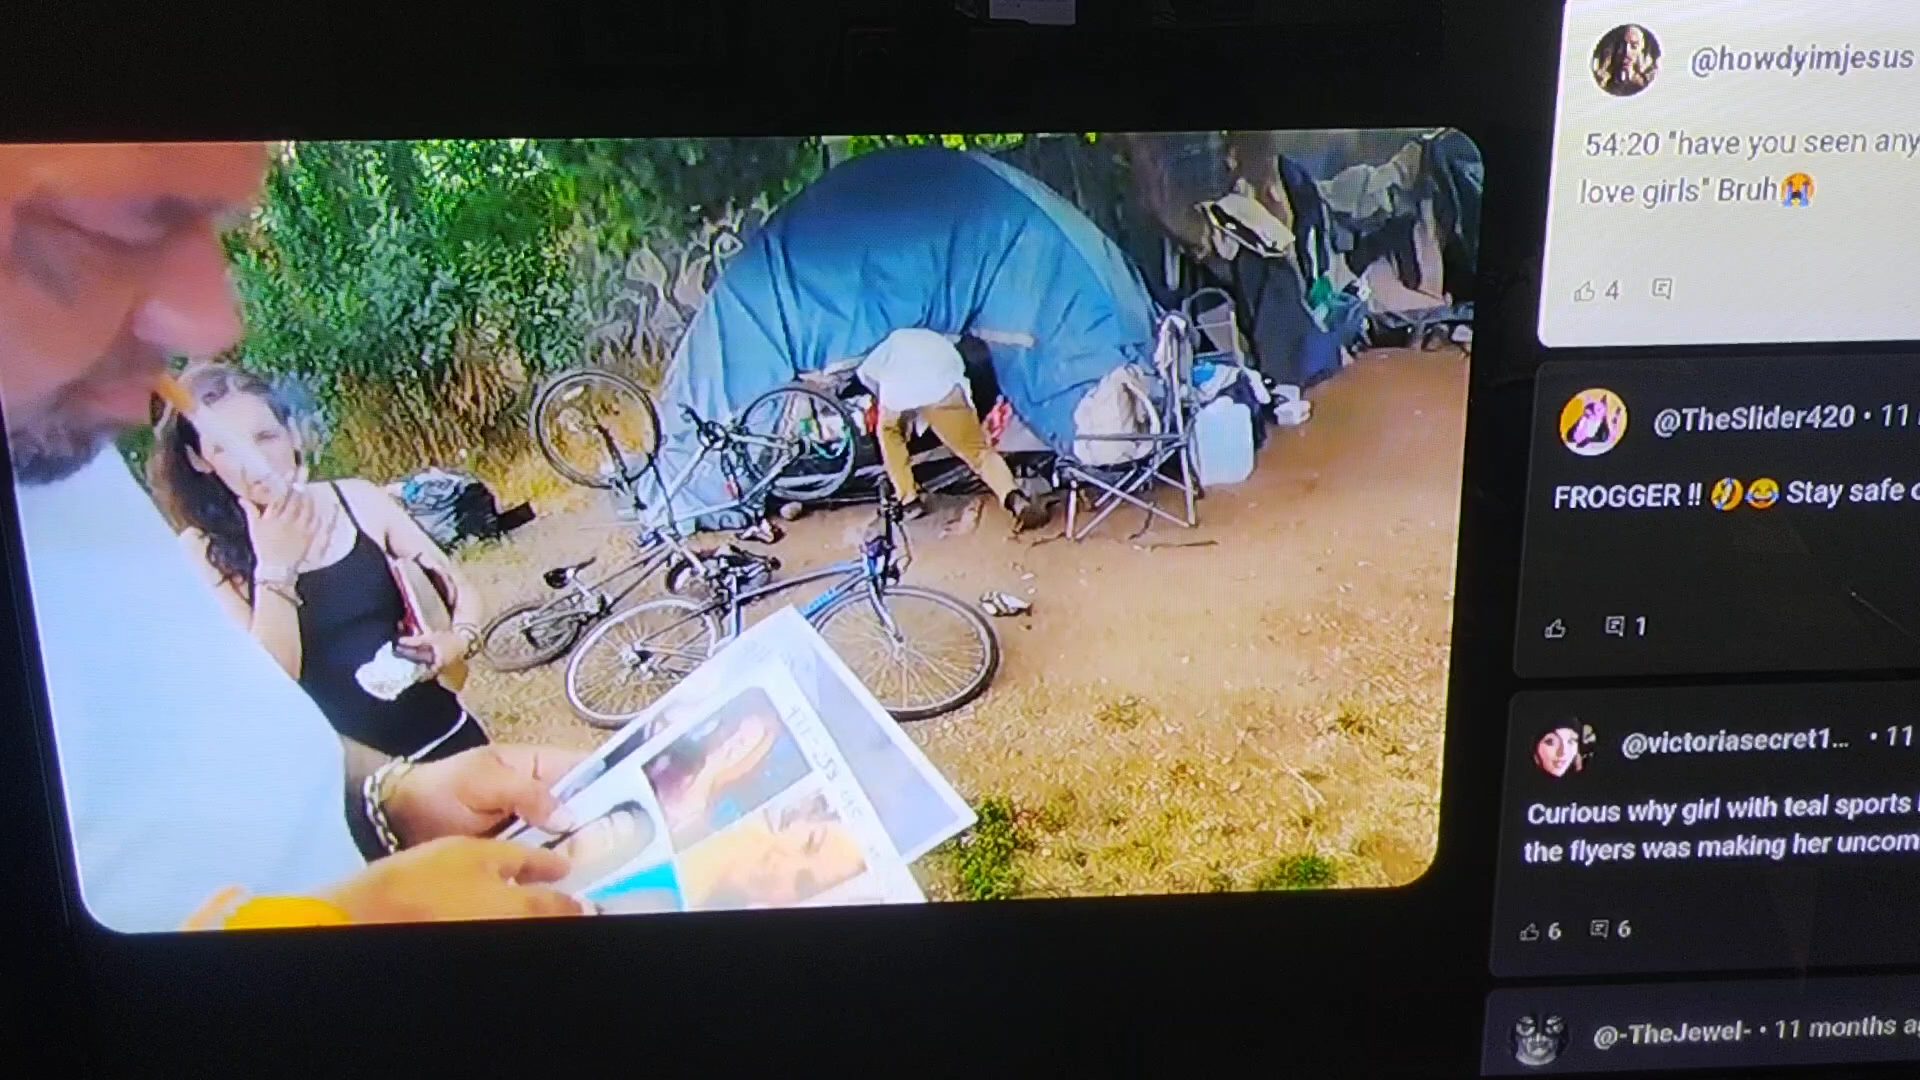 @howdyimjesus
54:20 "have you seen any
love girls" Bruh😭
4
@TheSlider420 • 11
FROGGER !! 🤣😂 Stay safe
1
@victoriasecret1... • 11
Curious why girl with teal sports
the flyers was making her uncom
6 6
@-TheJewel- • 11 months a